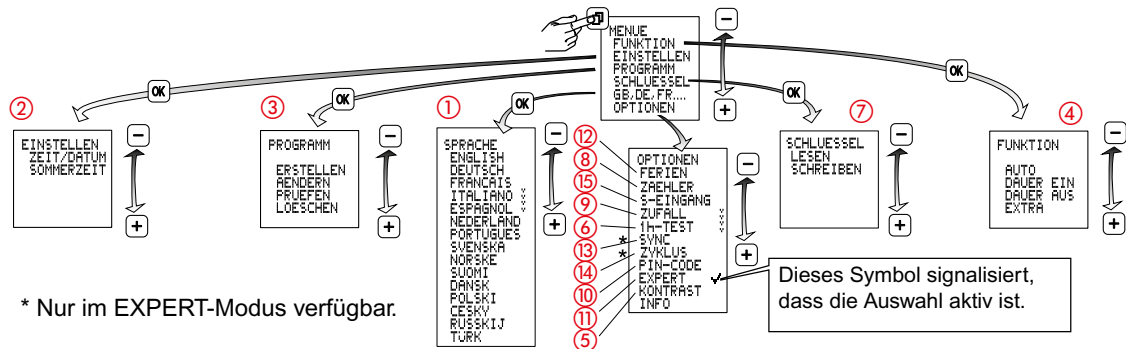 MENUE
FUNKTION
EINSTELLEN
PROGRAMM
SCHLUESSEL
GB,DE,FR....
OPTIONEN
−
+
OK
OK
OK
OK
OK
②
EINSTELLEN
ZEIT/DATUM
SOMMERZEIT
−
+
③
PROGRAMM
ERSTELLEN
AENDERN
PRUEFEN
LOESCHEN
−
+
①
SPRACHE
ENGLISH
DEUTSCH
FRANCAIS
ITALIANO
ESPAGNOL
NEDERLAND
PORTUGUES
SVENSKA
NORSKE
SUOMI
DANSK
POLSKI
CESKY
RUSSKIJ
TURK
−
+
OPTIONEN
⑫ FERIEN
⑧ ZAEHLER
⑮ S-EINGANG
⑨ ZUFALL
⑥ 1h-TEST
⑬ * SYNC
⑭ * ZYKLUS
⑩ PIN-CODE
⑪ EXPERT ✓
⑤ KONTRAST
INFO
−
+
⑦
SCHLUESSEL
LESEN
SCHREIBEN
④
FUNKTION
AUTO
DAUER EIN
DAUER AUS
EXTRA
−
+
Dieses Symbol signalisiert,
dass die Auswahl aktiv ist.
* Nur im EXPERT-Modus verfügbar.